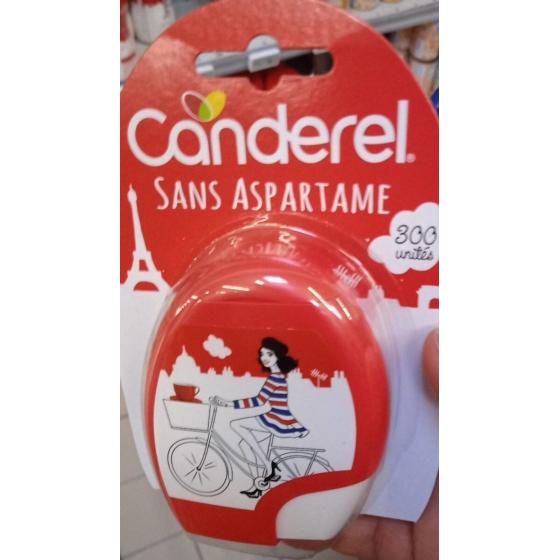 Canderel
SANS ASPARTAME
300
unités